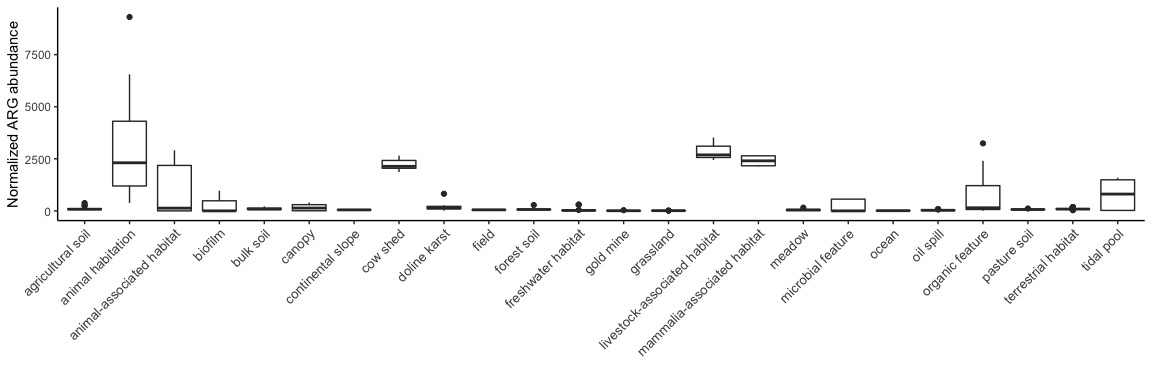 Normalized ARG abundance
7500
5000
2500
0
agricultural soil
animal habitation
animal-associated habitat
biofilm
bulk soil
canopy
continental slope
cow shed
doline karst
field
forest soil
freshwater habitat
gold mine
grassland
livestock-associated habitat
mammalia-associated habitat
meadow
microbial feature
ocean
oil spill
organic feature
pasture soil
terrestrial habitat
tidal pool